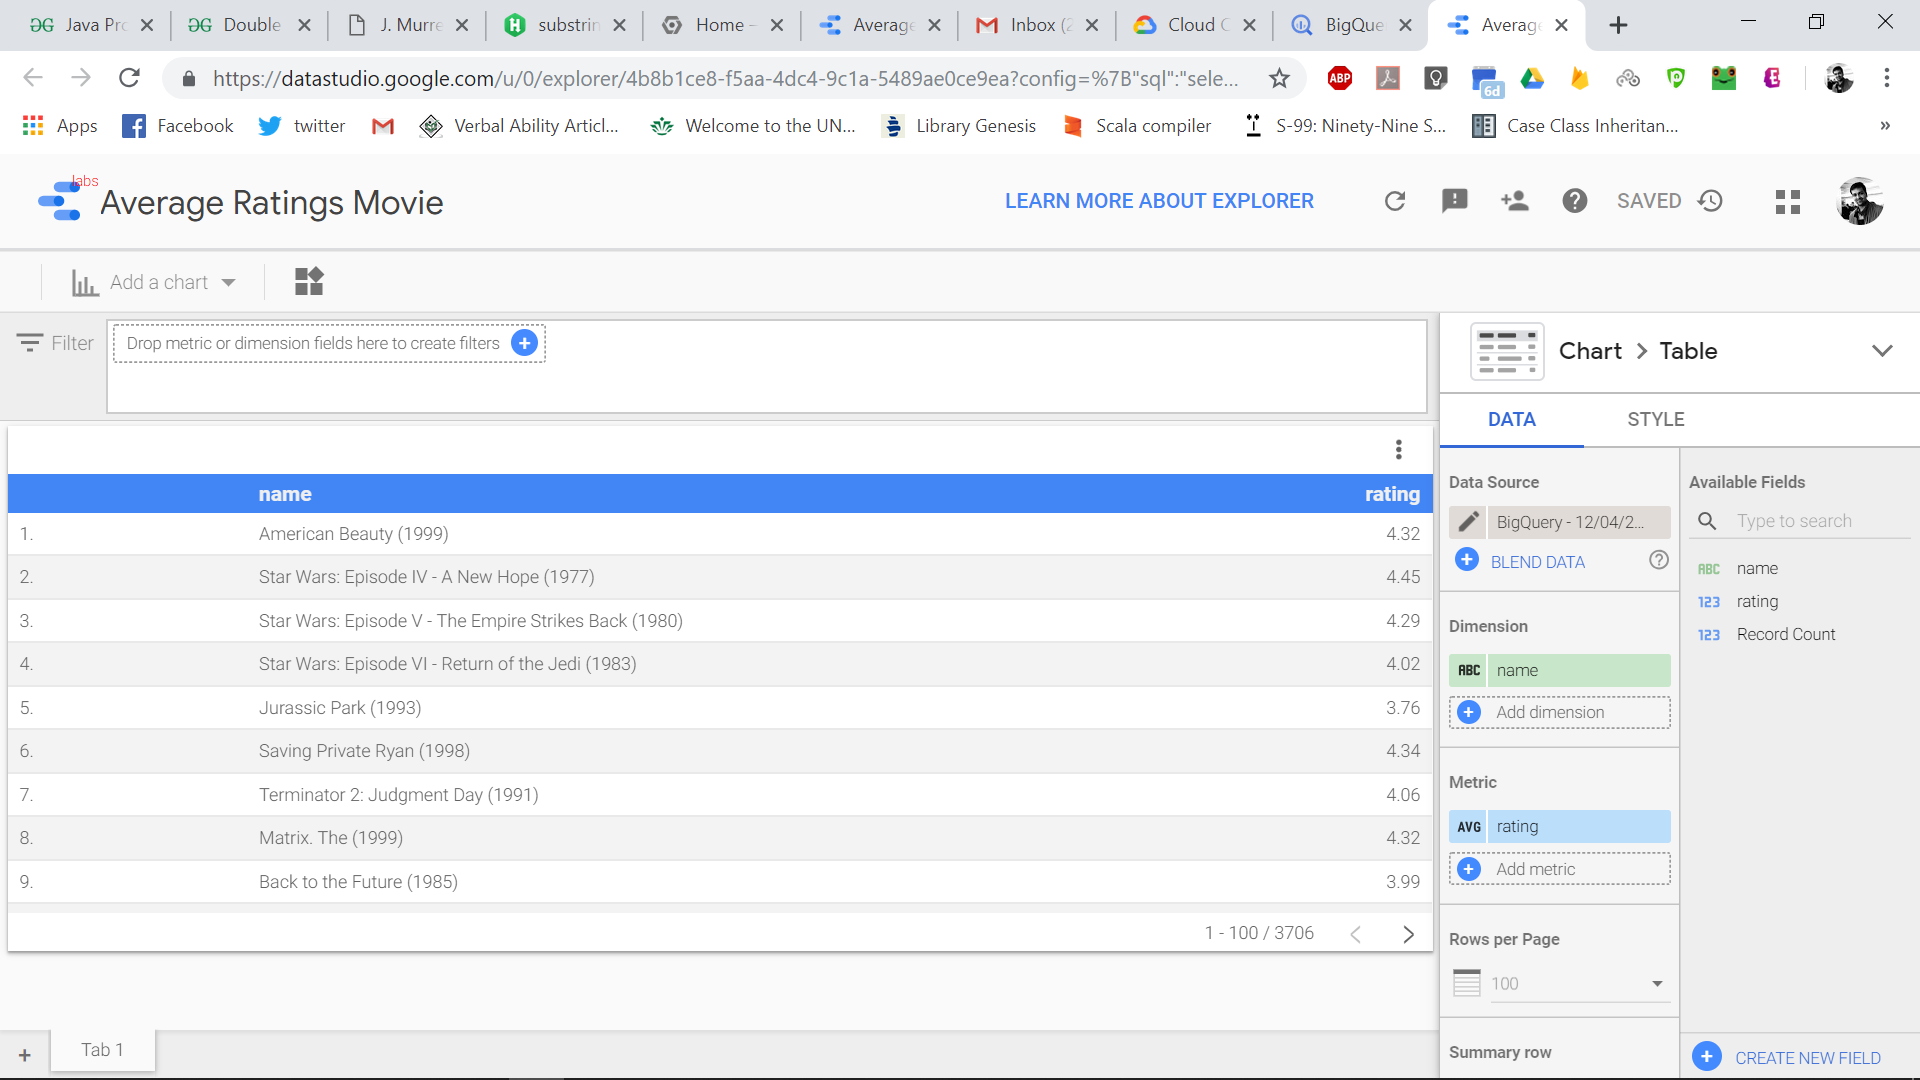 Java Pro
Double
J. Murre
substrin
Home -
Average
Inbox (2
Cloud C
BigQue
Average
https://datastudio.google.com/u/0/explorer/4b8b1ce8-f5aa-4dc4-9c1a-5489ae0ce9ea?config=%7B"sql":"sele...
ABP
6d
Apps
Facebook
twitter
Verbal Ability Articl...
Welcome to the UN...
Library Genesis
Scala compiler
S-99: Ninety-Nine S...
Case Class Inheritan...
»
labs
Average Ratings Movie
LEARN MORE ABOUT EXPLORER
SAVED
Add a chart
Filter
Drop metric or dimension fields here to create filters
name rating
1. American Beauty (1999) 4.32
2. Star Wars: Episode IV - A New Hope (1977) 4.45
3. Star Wars: Episode V - The Empire Strikes Back (1980) 4.29
4. Star Wars: Episode VI - Return of the Jedi (1983) 4.02
5. Jurassic Park (1993) 3.76
6. Saving Private Ryan (1998) 4.34
7. Terminator 2: Judgment Day (1991) 4.06
8. Matrix. The (1999) 4.32
9. Back to the Future (1985) 3.99
1 - 100 / 3706
Tab 1
Chart > Table
DATA STYLE
Data Source
BigQuery - 12/04/2...
BLEND DATA
Dimension
ABC name
Add dimension
Metric
AVG rating
Add metric
Rows per Page
100
Summary row
Available Fields
Type to search
ABC name
123 rating
123 Record Count
CREATE NEW FIELD